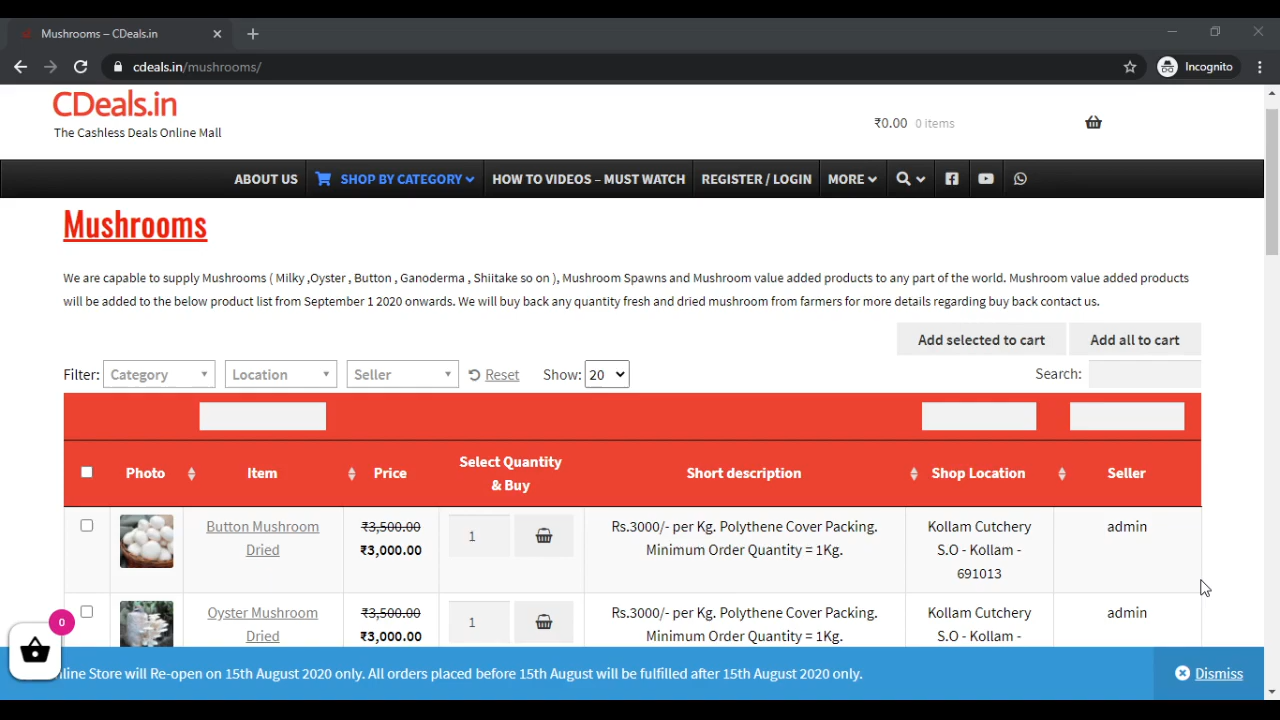 Mushrooms – CDeals.in
cdeals.in/mushrooms/
Incognito
CDeals.in
The Cashless Deals Online Mall
₹0.00 0 items
ABOUT US SHOP BY CATEGORY HOW TO VIDEOS – MUST WATCH REGISTER / LOGIN MORE
Mushrooms
We are capable to supply Mushrooms ( Milky ,Oyster , Button , Ganoderma , Shiitake so on ), Mushroom Spawns and Mushroom value added products to any part of the world. Mushroom value added products
will be added to the below product list from September 1 2020 onwards. We will buy back any quantity fresh and dried mushroom from farmers for more details regarding buy back contact us.
Add selected to cart Add all to cart
Filter: Category Location Seller Reset Show: 20 Search:
Photo Item Price Select Quantity
& Buy
Short description Shop Location Seller
Button Mushroom
Dried
₹3,500.00
₹3,000.00
1
Rs.3000/- per Kg. Polythene Cover Packing.
Minimum Order Quantity = 1Kg.
Kollam Cutchery
S.O - Kollam -
691013
admin
Oyster Mushroom
Dried
₹3,500.00
₹3,000.00
1
Rs.3000/- per Kg. Polythene Cover Packing.
Minimum Order Quantity = 1Kg.
Kollam Cutchery
S.O - Kollam -
admin
0
Store will Re-open on 15th August 2020 only. All orders placed before 15th August will be fulfilled after 15th August 2020 only.
Dismiss